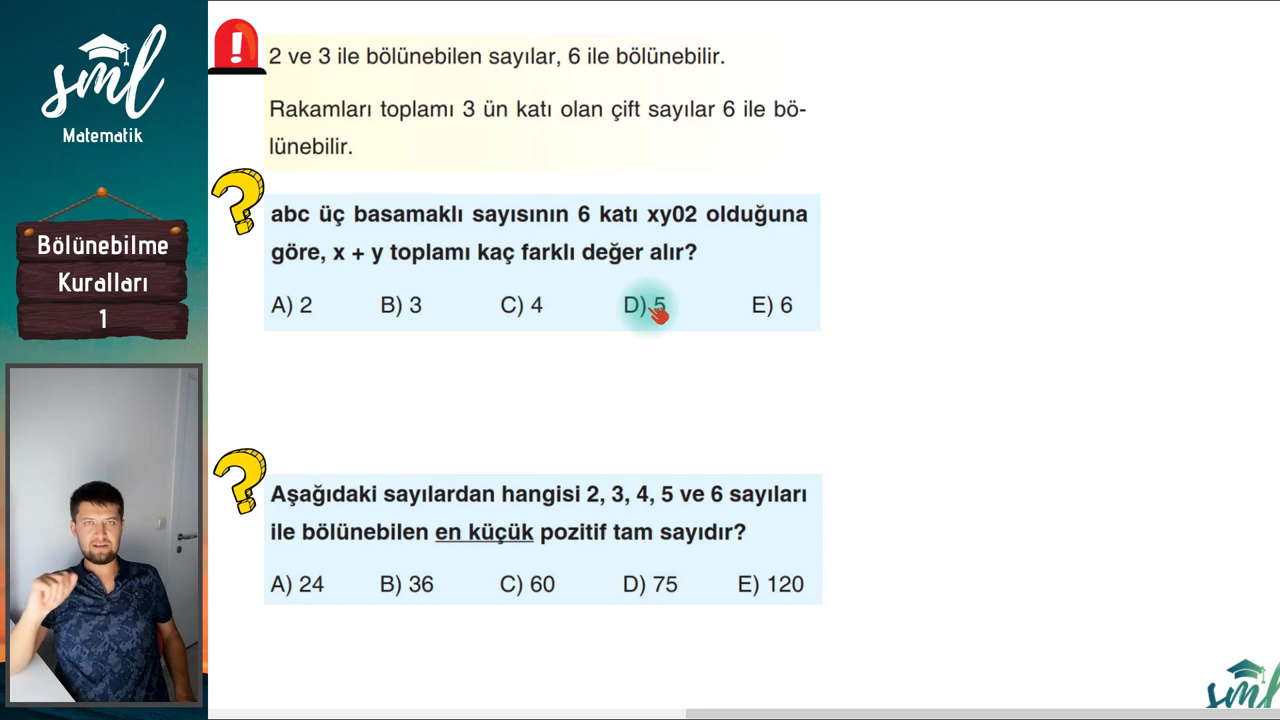 sml
Matematik
Bölünebilme
Kuralları
1
2 ve 3 ile bölünebilen sayılar, 6 ile bölünebilir.
Rakamları toplamı 3 ün katı olan çift sayılar 6 ile bö-
lünebilir.
abc üç basamaklı sayısının 6 katı xy02 olduğuna
göre, x + y toplamı kaç farklı değer alır?
A) 2 B) 3 C) 4 D) 5 E) 6
Aşağıdaki sayılardan hangisi 2, 3, 4, 5 ve 6 sayıları
ile bölünebilen en küçük pozitif tam sayıdır?
A) 24 B) 36 C) 60 D) 75 E) 120
sml